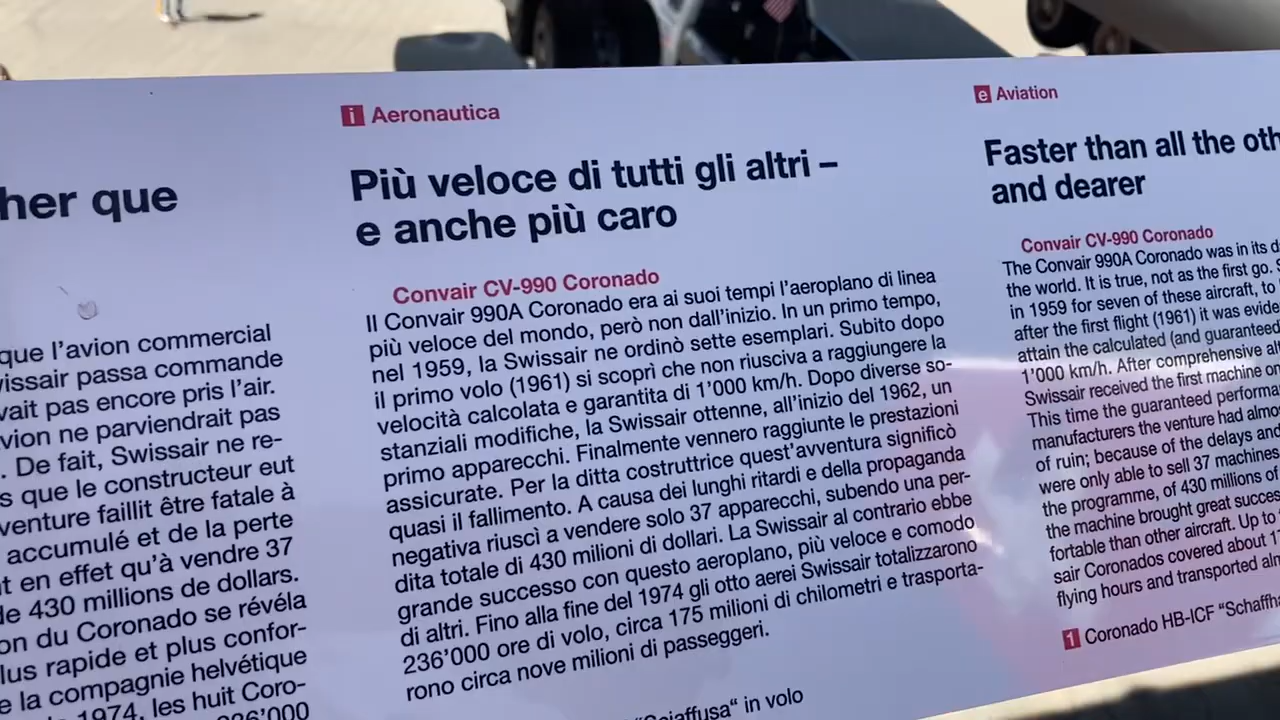 her que
que l'avion commercial
issair passa commande
vait pas encore pris l'air.
vion ne parviendrait pas
. De fait, Swissair ne re-
s que le constructeur eut
venture faillit être fatale à
accumulé et de la perte
t en effet qu'à vendre 37
de 430 millions de dollars.
on du Coronado se révéla
lus rapide et plus confor-
e la compagnie helvétique
1974, les huit Coro-
i Aeronautica
Più veloce di tutti gli altri –
e anche più caro
Convair CV-990 Coronado
Il Convair 990A Coronado era ai suoi tempi l'aeroplano di linea
più veloce del mondo, però non dall'inizio. In un primo tempo,
nel 1959, la Swissair ne ordinò sette esemplari. Subito dopo
il primo volo (1961) si scoprì che non riusciva a raggiungere la
velocità calcolata e garantita di 1'000 km/h. Dopo diverse so-
stanziali modifiche, la Swissair ottenne, all'inizio del 1962, un
primo apparecchi. Finalmente vennero raggiunte le prestazioni
assicurate. Per la ditta costruttrice quest'avventura significò
quasi il fallimento. A causa dei lunghi ritardi e della propaganda
negativa riuscì a vendere solo 37 apparecchi, subendo una per-
dita totale di 430 milioni di dollari. La Swissair al contrario ebbe
grande successo con questo aeroplano, più veloce e comodo
di altri. Fino alla fine del 1974 gli otto aerei Swissair totalizzarono
236'000 ore di volo, circa 175 milioni di chilometri e trasporta-
rono circa nove milioni di passeggeri.
"Sciaffusa" in volo
e Aviation
Faster than all the oth
and dearer
Convair CV-990 Coronado
The Convair 990A Coronado was in its d
the world. It is true, not as the first go. S
in 1959 for seven of these aircraft, to
after the first flight (1961) it was evide
attain the calculated (and guaranteed
1'000 km/h. After comprehensive alt
Swissair received the first machine on
This time the guaranteed performa
manufacturers the venture had almos
of ruin; because of the delays and
were only able to sell 37 machines
the programme, of 430 millions of
the machine brought great succes
fortable than other aircraft. Up to
sair Coronados covered about 17
flying hours and transported alm
1 Coronado HB-ICF "Schaffha